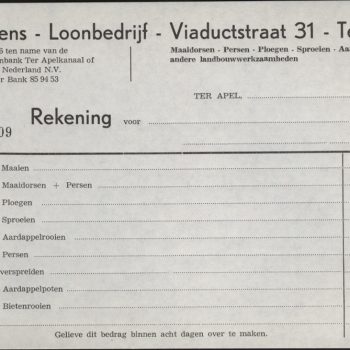 ens - Loonbedrijf - Viaductstraat 31 - Te
5 ten name van de
nbank Ter Apelkanaal of
Nederland N.V.
r Bank 85 94 53
Maaidorsen - Persen - Ploegen - Sproeien - Aa
andere landbouwwerkzaamheden
TER APEL,
09
Rekening voor
Maaien
Maaidorsen + Persen
Ploegen
Sproeien
Aardappelrooien
Persen
verspreiden
Aardappelpoten
Bietenrooien
Gelieve dit bedrag binnen acht dagen over te maken.